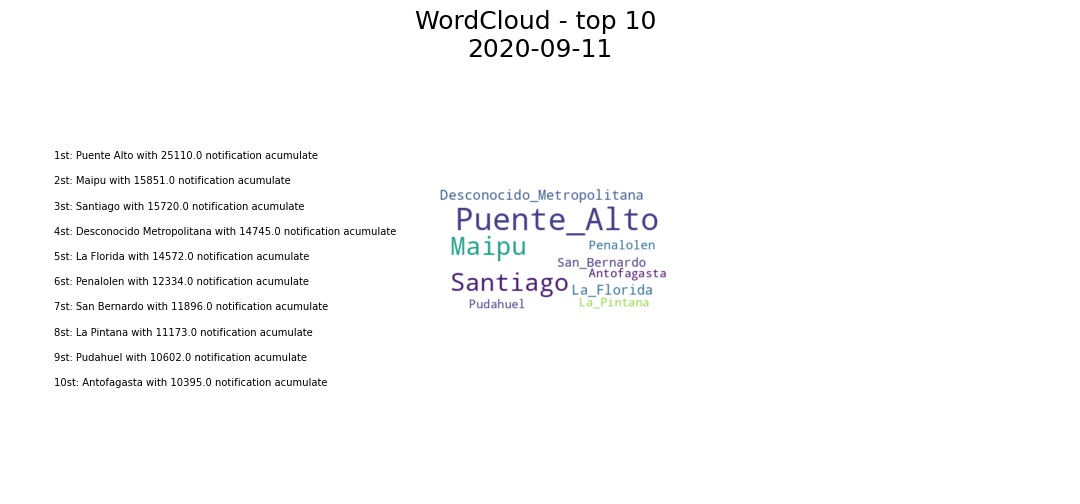 WordCloud - top 10
2020-09-11
1st: Puente Alto with 25110.0 notification acumulate
2st: Maipu with 15851.0 notification acumulate
3st: Santiago with 15720.0 notification acumulate
4st: Desconocido Metropolitana with 14745.0 notification acumulate
5st: La Florida with 14572.0 notification acumulate
6st: Penalolen with 12334.0 notification acumulate
7st: San Bernardo with 11896.0 notification acumulate
8st: La Pintana with 11173.0 notification acumulate
9st: Pudahuel with 10602.0 notification acumulate
10st: Antofagasta with 10395.0 notification acumulate
Desconocido_Metropolitana
Puente_Alto
Maipu
Penalolen
San_Bernardo
Antofagasta
Santiago
La_Florida
Pudahuel
La_Pintana